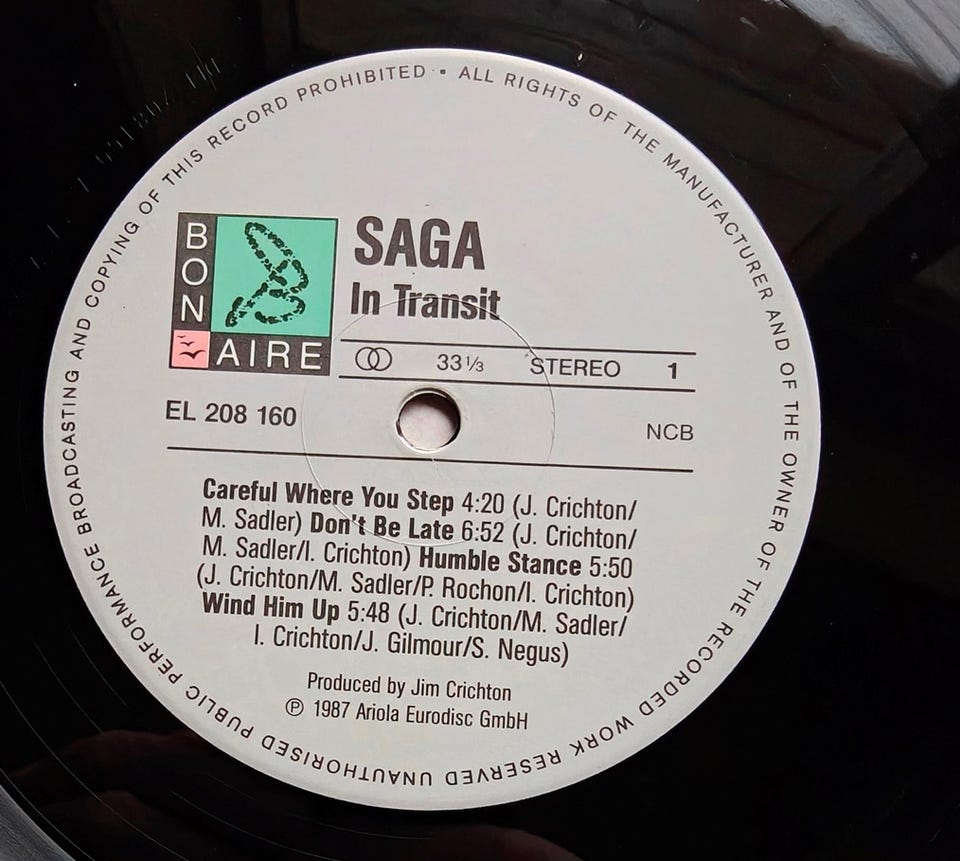 ALL RIGHTS OF THE MANUFACTURER AND OF THE OWNER OF THE RECORDED WORK RESERVED UNAUTHORISED PUBLIC PERFORMANCE BROADCASTING AND COPYING OF THIS RECORD PROHIBITED •
BON
AIRE
SAGA
In Transit
33⅓ STEREO 1
EL 208 160
NCB
Careful Where You Step 4:20 (J. Crichton/
M. Sadler) Don't Be Late 6:52 (J. Crichton/
M. Sadler/I. Crichton) Humble Stance 5:50
(J. Crichton/M. Sadler/P. Rochon/I. Crichton)
Wind Him Up 5:48 (J. Crichton/M. Sadler/
I. Crichton/J. Gilmour/S. Negus)
Produced by Jim Crichton
℗ 1987 Ariola Eurodisc GmbH